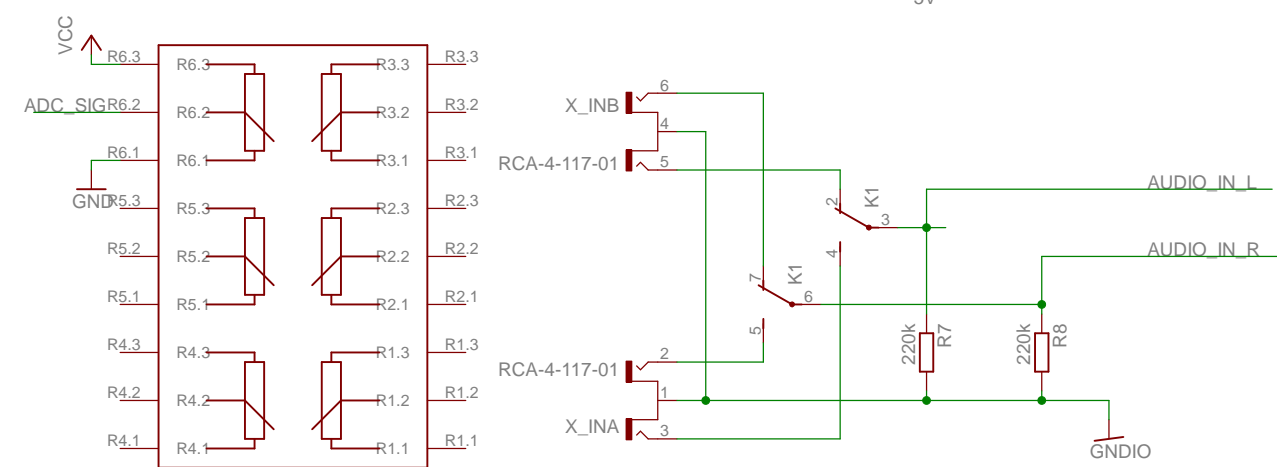 VCC
R6.3 R6.3 R3.3 R3.3
ADC_SIG R6.2 R6.2 R3.2 R3.2
R6.1 R6.1 R3.1 R3.1
GND
R5.3 R5.3 R2.3 R2.3
R5.2 R5.2 R2.2 R2.2
R5.1 R5.1 R2.1 R2.1
R4.3 R4.3 R1.3 R1.3
R4.2 R4.2 R1.2 R1.2
R4.1 R4.1 R1.1 R1.1
X_INB
6
4
RCA-4-117-01
5
2
K1
3
4
AUDIO_IN_L
AUDIO_IN_R
7
K1
6
5
RCA-4-117-01
2
1
X_INA
3
220k
R7
220k
R8
GNDIO